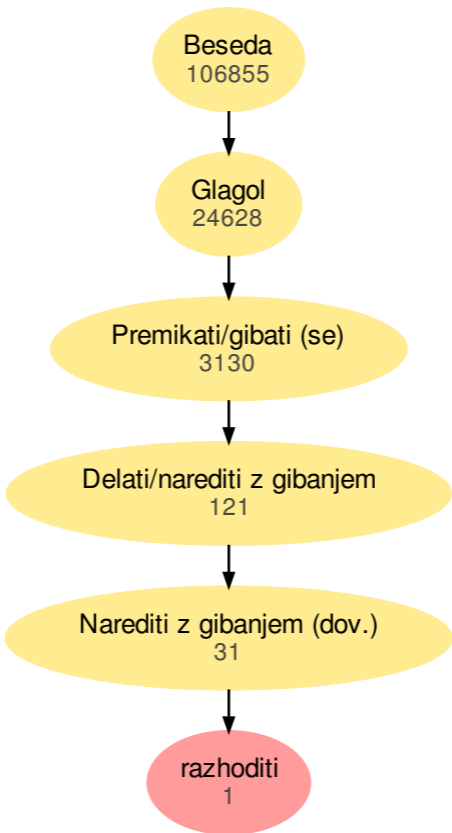 Beseda
106855
Glagol
24628
Premikati/gibati (se)
3130
Delati/narediti z gibanjem
121
Narediti z gibanjem (dov.)
31
razhoditi
1